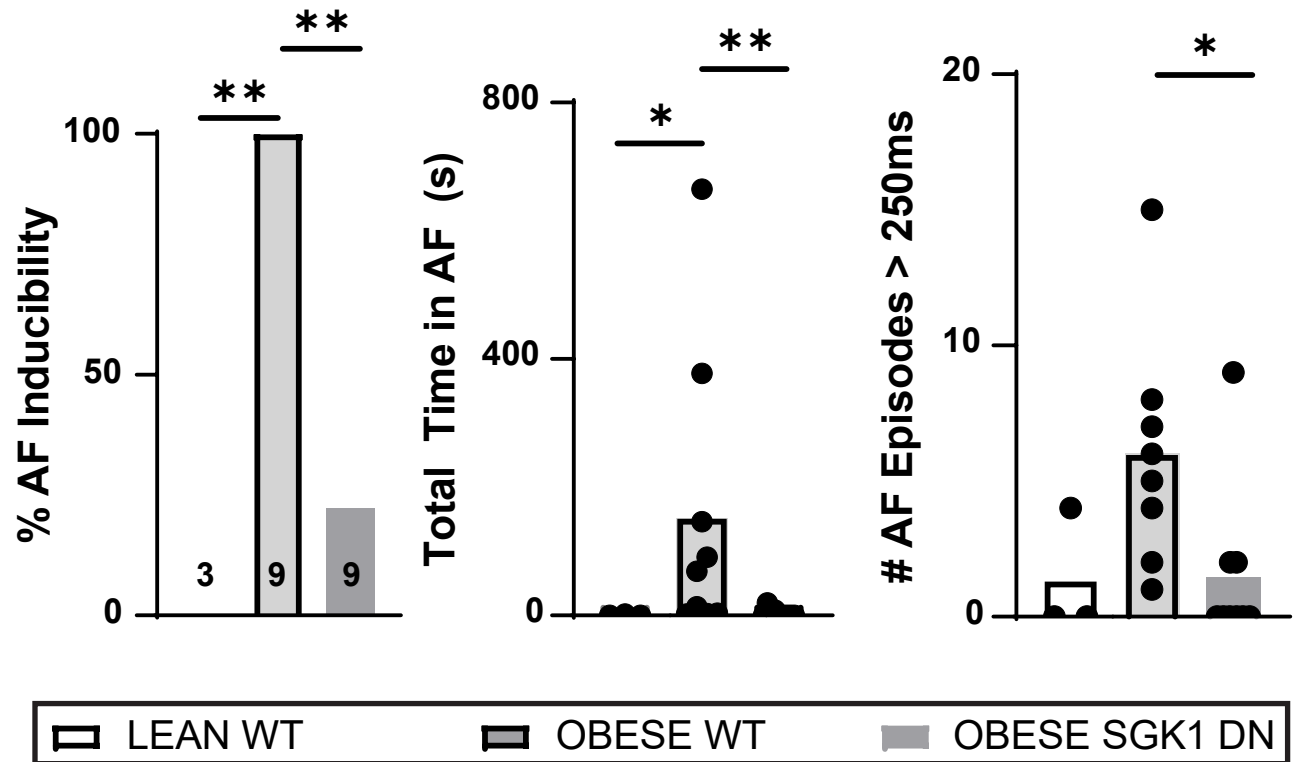 **
**
100
50
0
% AF Inducibility
3
9
9
**
*
800
400
0
Total Time in AF (s)
*
20
10
0
# AF Episodes > 250ms
LEAN WT
OBESE WT
OBESE SGK1 DN